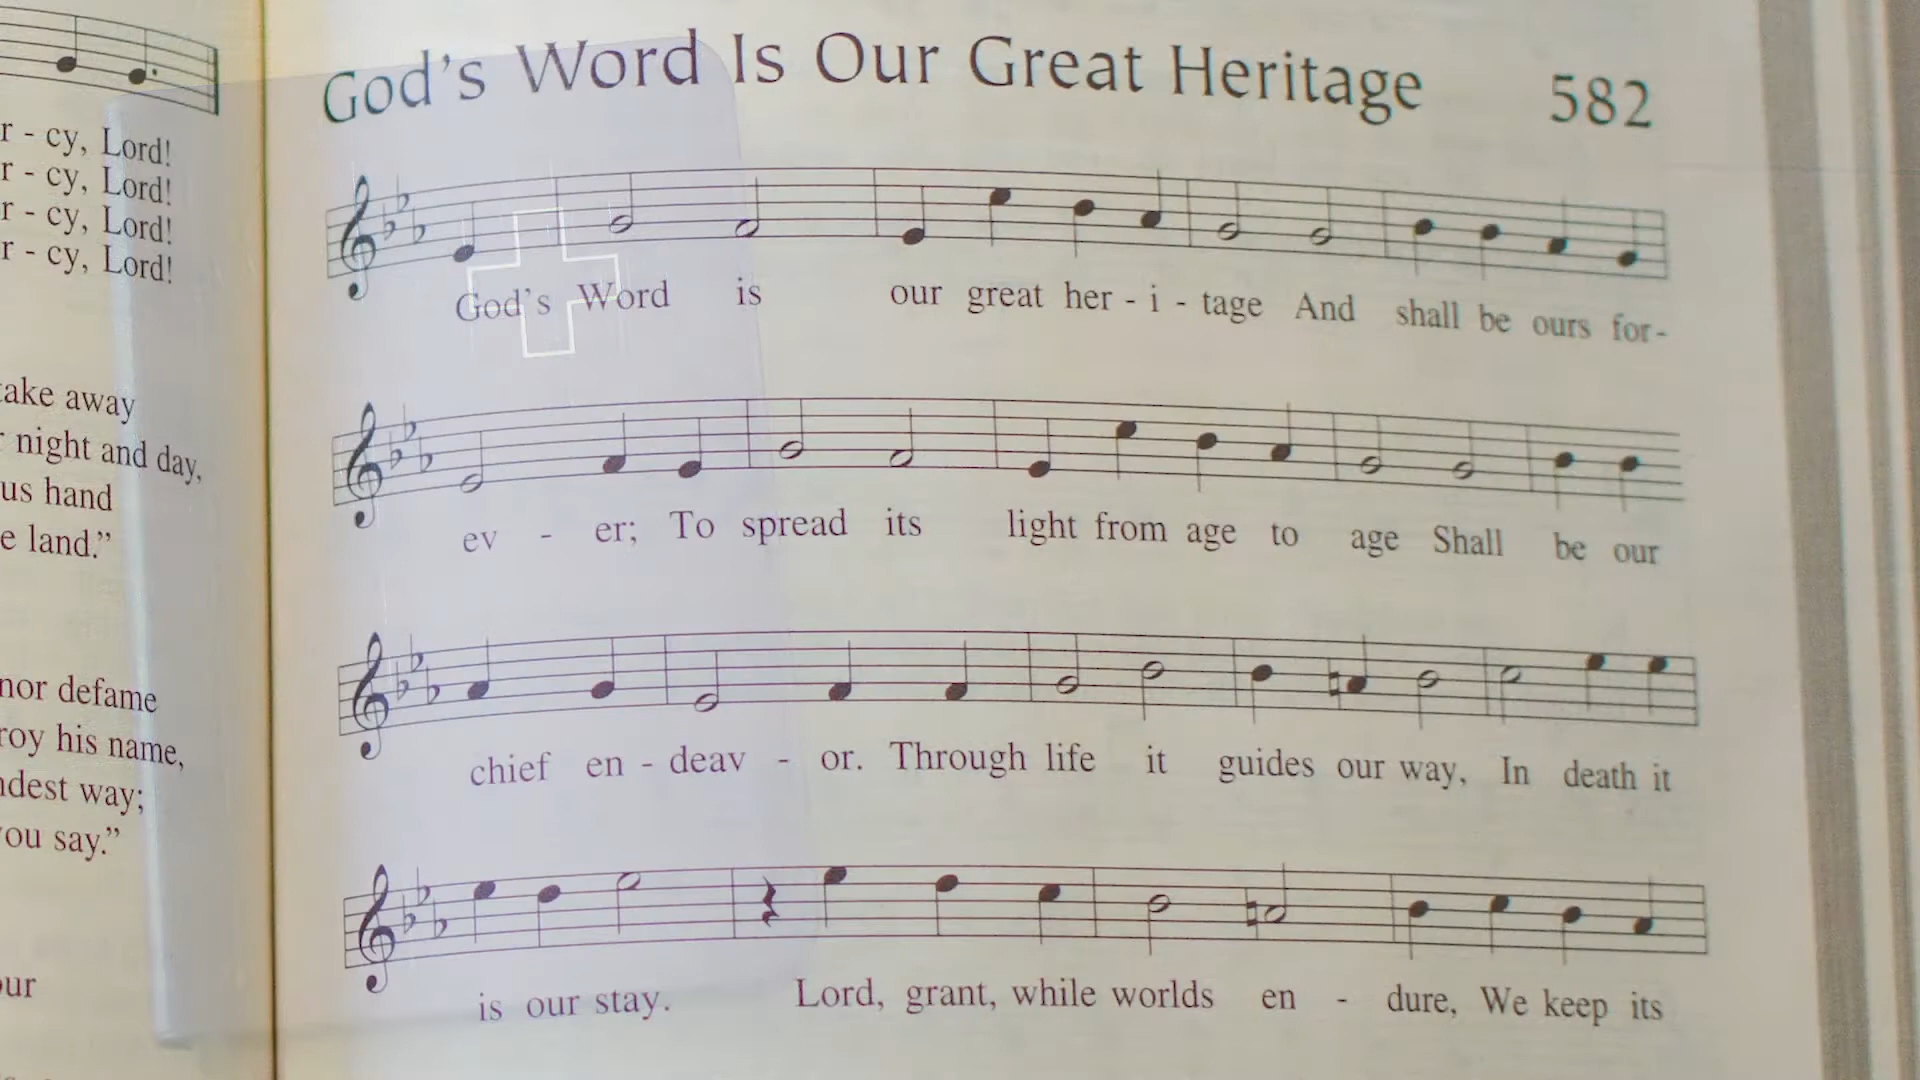 r - cy, Lord!
r - cy, Lord!
r - cy, Lord!
r - cy, Lord!
take away
night and day,
us hand
e land.”
nor defame
roy his name,
ndest way;
you say.”
our
God's Word Is Our Great Heritage 582
God's Word is our great her - i - tage And shall be ours for-
ev - er; To spread its light from age to age Shall be our
chief en - deav - or. Through life it guides our way, In death it
is our stay. Lord, grant, while worlds en - dure, We keep its